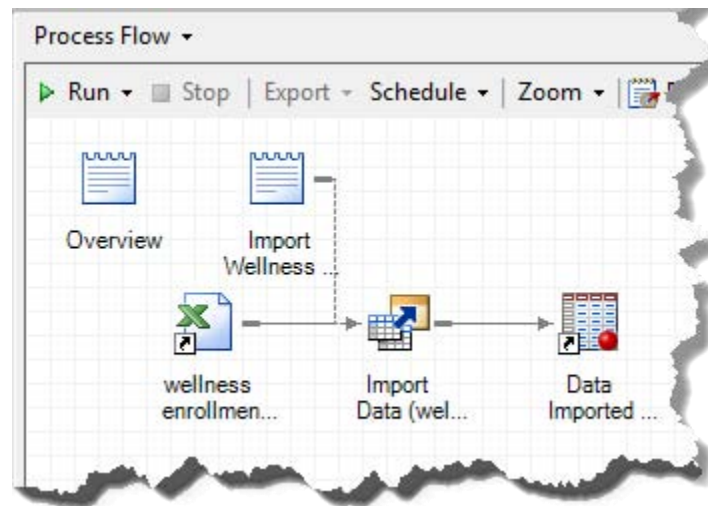 Process Flow
Run Stop Export Schedule Zoom
Overview
Import
Wellness ...
wellness
enrollmen...
Import
Data (wel...
Data
Imported ...